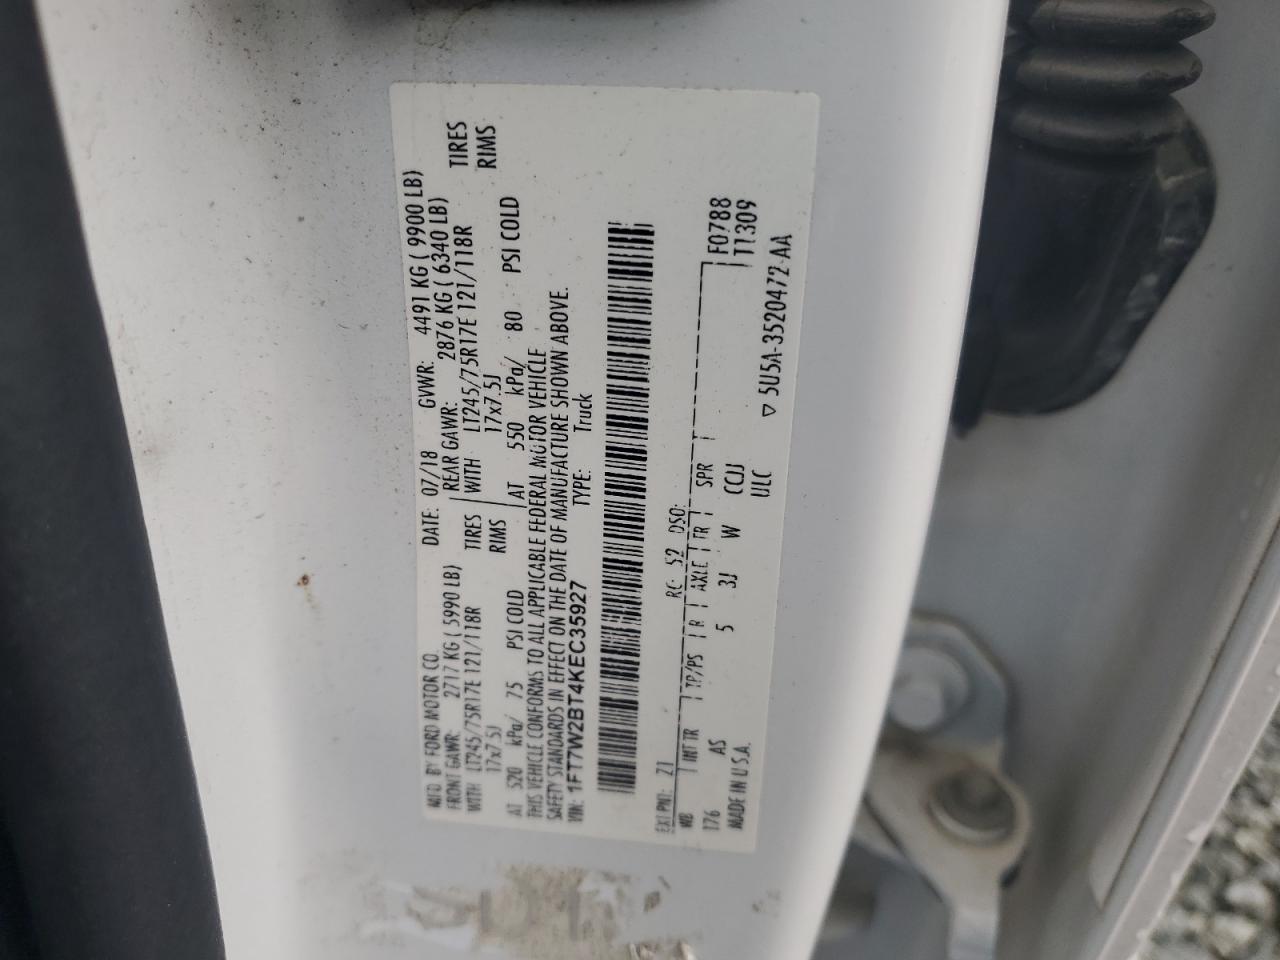 MFD BY FORD MOTOR CO.
DATE: 07/18 GVWR: 4491 KG ( 9900 LB)
FRONT GAWR: 2717 KG ( 5990 LB) REAR GAWR: 2876 KG ( 6340 LB)
WITH LT245/75R17E 121/118R TIRES WITH LT245/75R17E 121/118R TIRES
17x7.5J RIMS 17x7.5J RIMS
AT 520 kPa/ 75 PSI COLD AT 550 kPa/ 80 PSI COLD
THIS VEHICLE CONFORMS TO ALL APPLICABLE FEDERAL MOTOR VEHICLE
SAFETY STANDARDS IN EFFECT ON THE DATE OF MANUFACTURE SHOWN ABOVE.
VIN: 1FT7W2BT4KEC35927 TYPE: Truck
EXT PNT: Z1 RC: 52 DSO:
WB INT TR TP/PS R AXLE TR SPR F0788
176 AS 5 3J W CCUJ T1309
MADE IN U.S.A. ULC
▽ 5U5A-3520472-AA